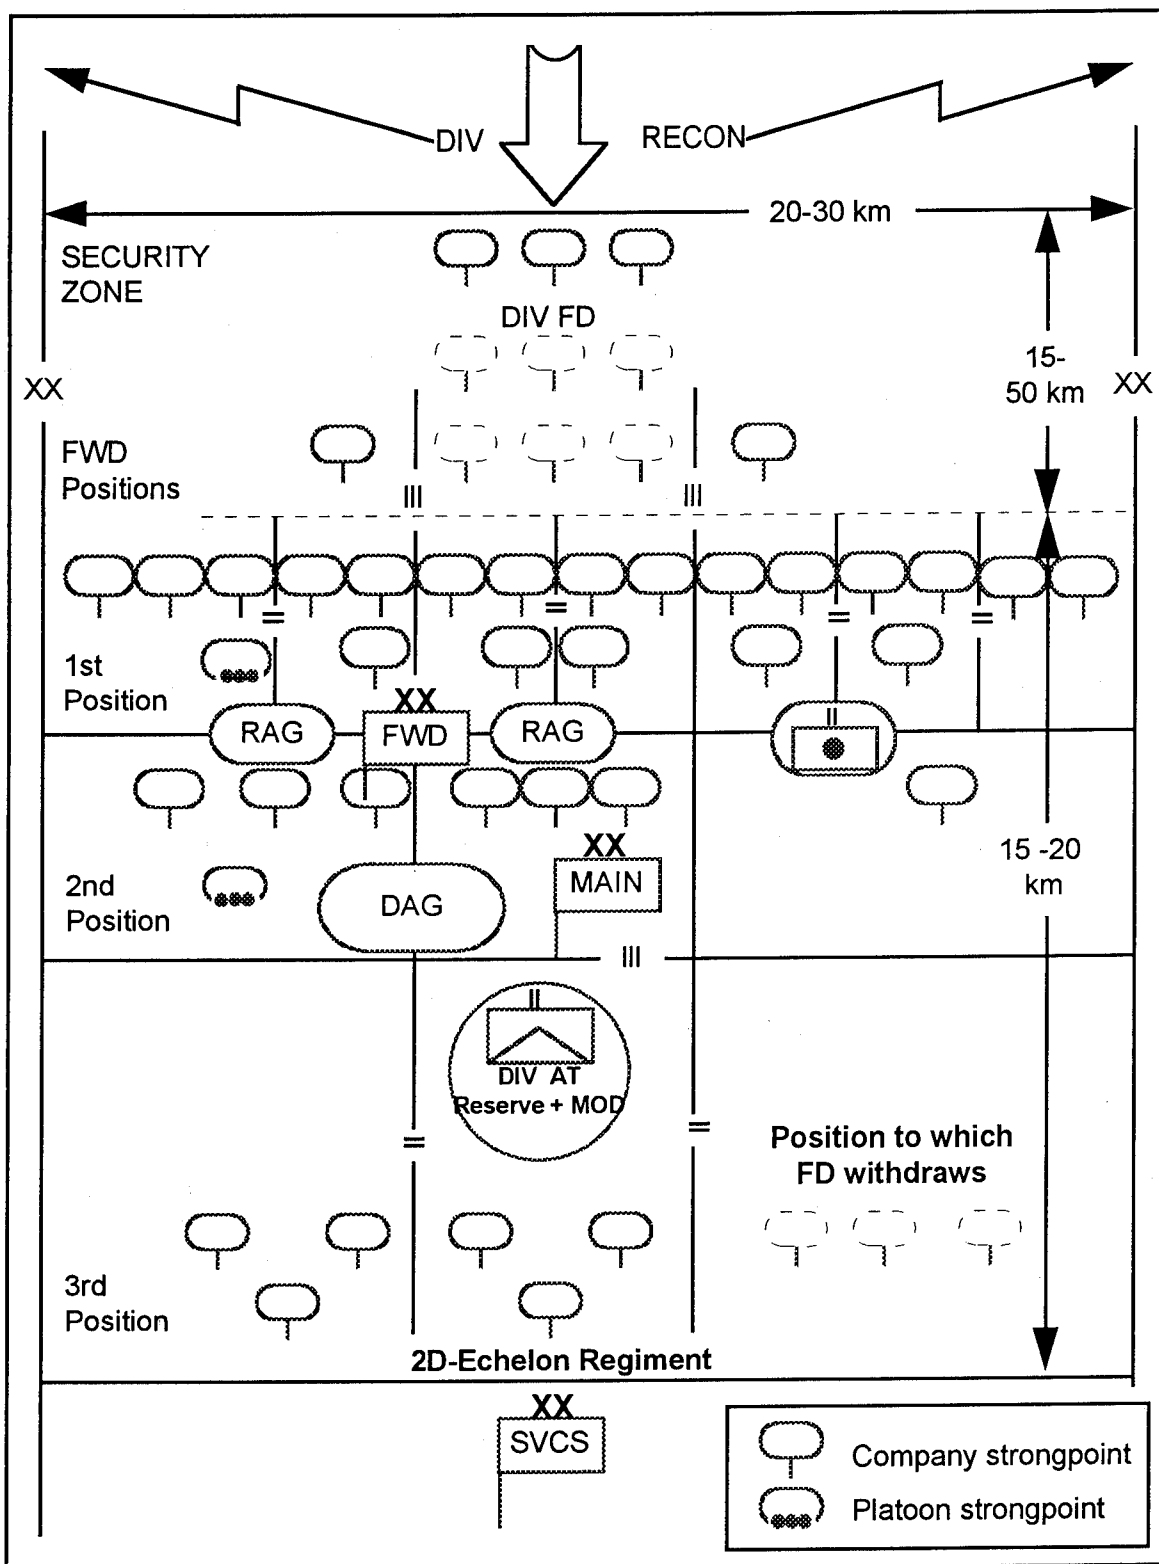 DIV
RECON
20-30 km
SECURITY
ZONE
DIV FD
15-
50 km
XX
XX
FWD
Positions
III
III
=
=
=
=
1st
Position
XX
RAG
FWD
RAG
II
XX
MAIN
15 -20
km
2nd
Position
DAG
III
II
DIV AT
Reserve + MOD
=
=
Position to which
FD withdraws
3rd
Position
2D-Echelon Regiment
XX
SVCS
Company strongpoint
Platoon strongpoint